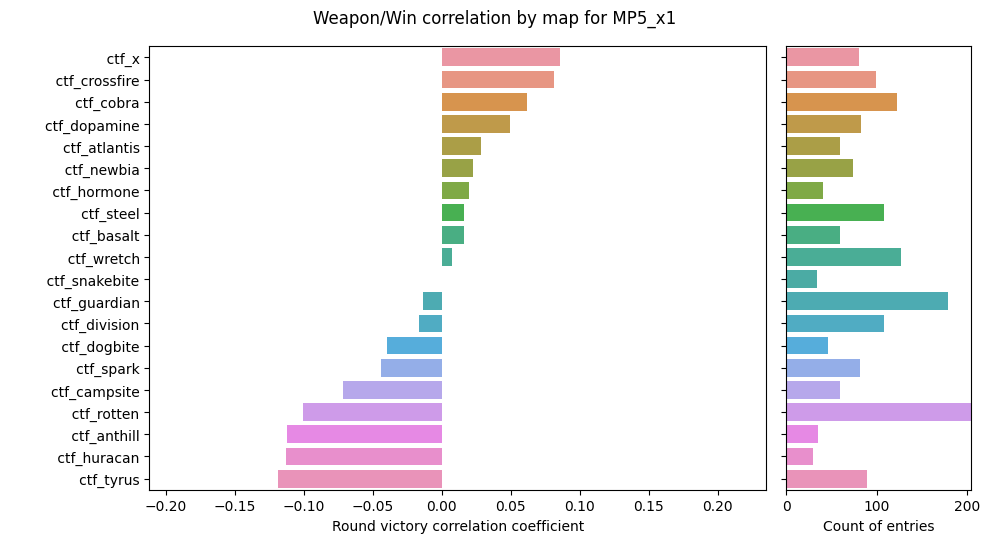 Weapon/Win correlation by map for MP5_x1
ctf_x
ctf_crossfire
ctf_cobra
ctf_dopamine
ctf_atlantis
ctf_newbia
ctf_hormone
ctf_steel
ctf_basalt
ctf_wretch
ctf_snakebite
ctf_guardian
ctf_division
ctf_dogbite
ctf_spark
ctf_campsite
ctf_rotten
ctf_anthill
ctf_huracan
ctf_tyrus
−0.20 −0.15 −0.10 −0.05 0.00 0.05 0.10 0.15 0.20
Round victory correlation coefficient
0 100 200
Count of entries